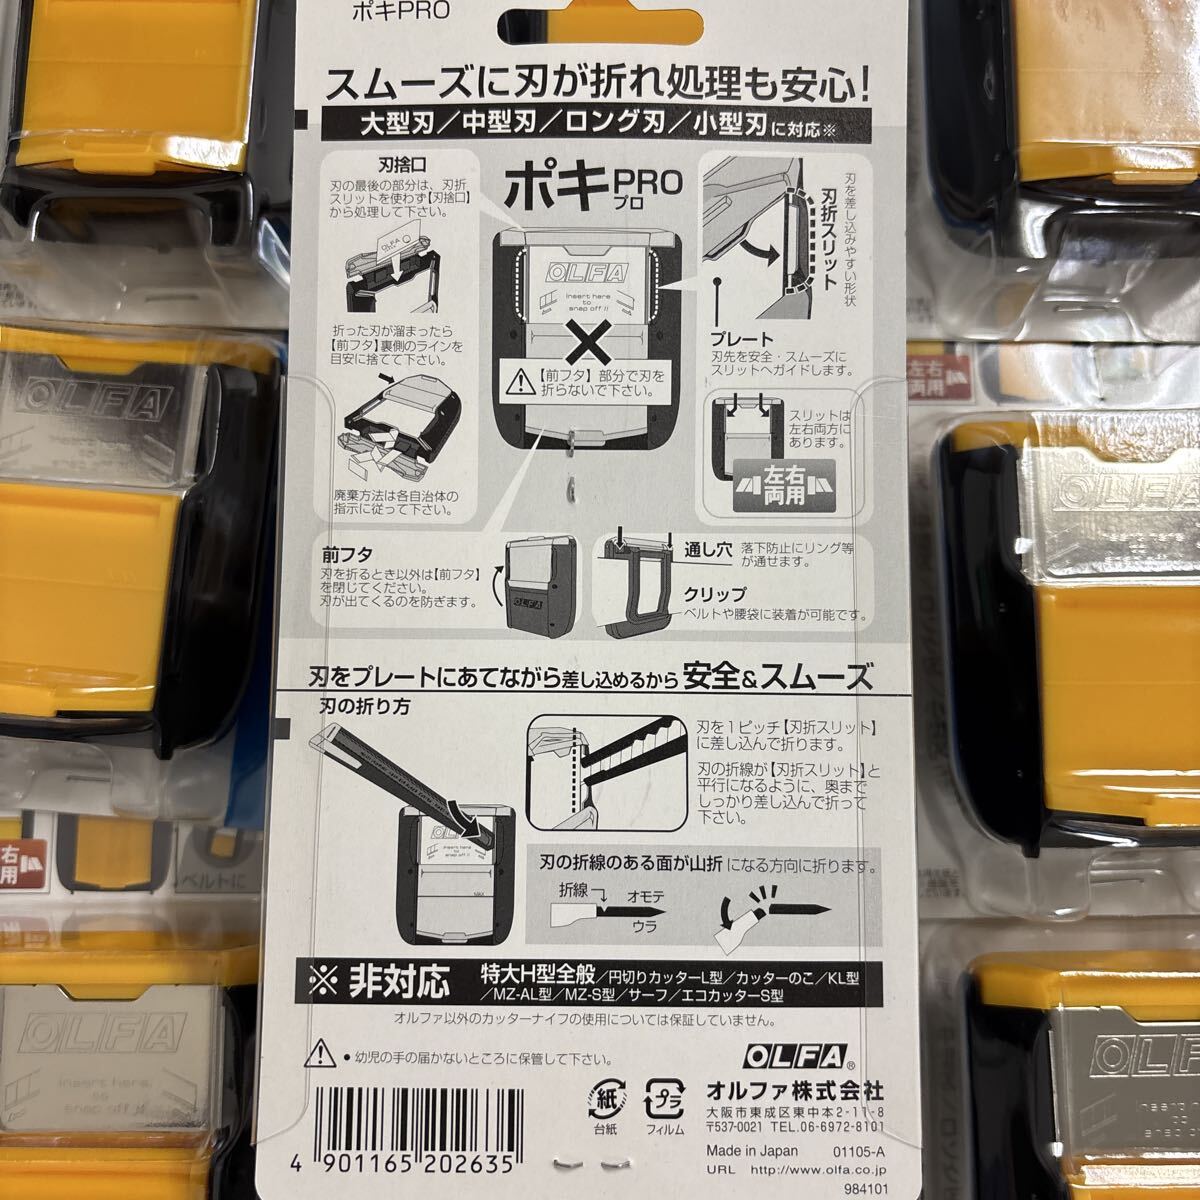 ポキPRO
スムーズに刃が折れ処理も安心!
大型刃/中型刃/ロング刃/小型刃に対応※
刃捨口
刃の最後の部分は、刃折
スリットを使わず【刃捨口】
から処理して下さい。
OLFA
折った刃が溜まったら
【前フタ】裏側のラインを
目安に捨てて下さい。
廃棄方法は各自治体の
指示に従って下さい。
ポキPRO
プロ
OLFA
Insert here
to
snap off!!
【前フタ】部分で刃を
折らないで下さい。
刃を差し込みやすい形状
刃折スリット
プレート
刃先を安全・スムーズに
スリットへガイドします。
スリットは
左右両方に
あります。
左右
両用
前フタ
刃を折るとき以外は【前フタ】
を閉じてください。
刃が出てくるのを防ぎます。
OLFA
通し穴 落下防止にリング等
が通せます。
クリップ
ベルトや腰袋に装着が可能です。
刃をプレートにあてながら差し込めるから 安全&スムーズ
刃の折り方
OLFA
Insert here
to
snap off!!
刃を1ピッチ【刃折スリット】
に差し込んで折ります。
刃の折線が【刃折スリット】と
平行になるように、奥まで
しっかり差し込んで折って
下さい。
刃の折線のある面が山折になる方向に折ります。
折線
オモテ
ウラ
※ 非対応 特大H型全般/円切りカッターL型/カッターのこ/KL型
/MZ-AL型/MZ-S型/サーフ/エコカッターS型
オルファ以外のカッターナイフの使用については保証していません。
•幼児の手の届かないところに保管して下さい。
OLFA®
紙
台紙
プラ
フィルム
オルファ株式会社
大阪市東成区東中本2-11-8
〒537-0021 TEL.06-6972-8101
Made in Japan 01105-A
URL http://www.olfa.co.jp
984101
4 901165 202635
OLFA
OLFA
Insert here
to
snap off!!
左右
両用
OLFA
OLFA
右
用
ベルトに